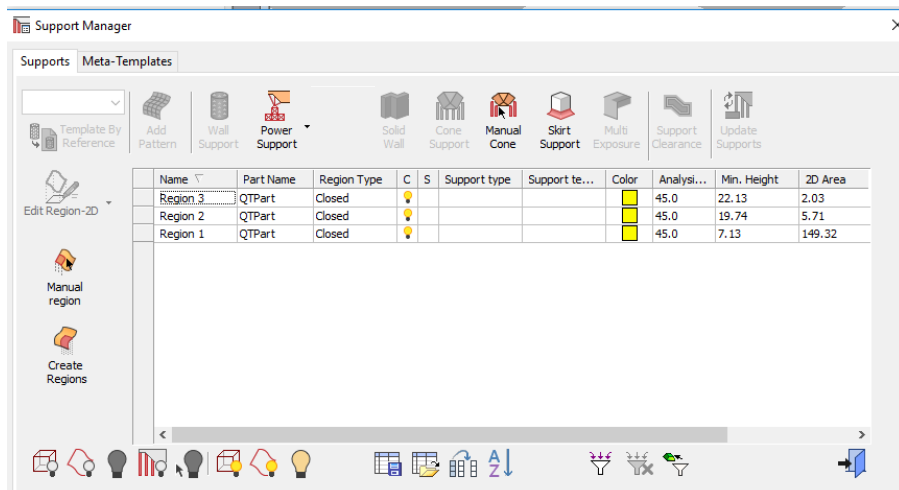 Support Manager
Supports Meta-Templates
Template By
Reference
Add
Pattern
Wall
Support
Power
Support
Solid
Wall
Cone
Support
Manual
Cone
Skirt
Support
Multi
Exposure
Support
Clearance
Update
Supports
Edit Region-2D
Manual
region
Create
Regions
Name Part Name Region Type C S Support type Support te... Color Analysi... Min. Height 2D Area
Region 3 QTPart Closed 45.0 22.13 2.03
Region 2 QTPart Closed 45.0 19.74 5.71
Region 1 QTPart Closed 45.0 7.13 149.32
A
Z